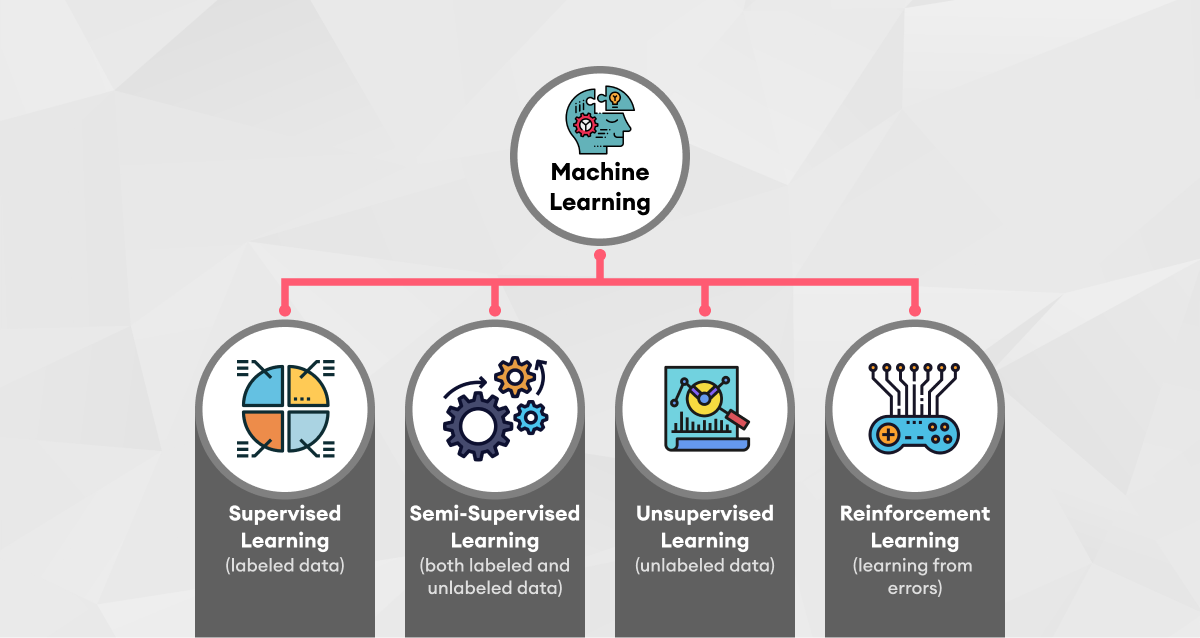 Machine
Learning
Supervised
Learning
(labeled data)
Semi-Supervised
Learning
(both labeled and
unlabeled data)
Unsupervised
Learning
(unlabeled data)
Reinforcement
Learning
(learning from
errors)